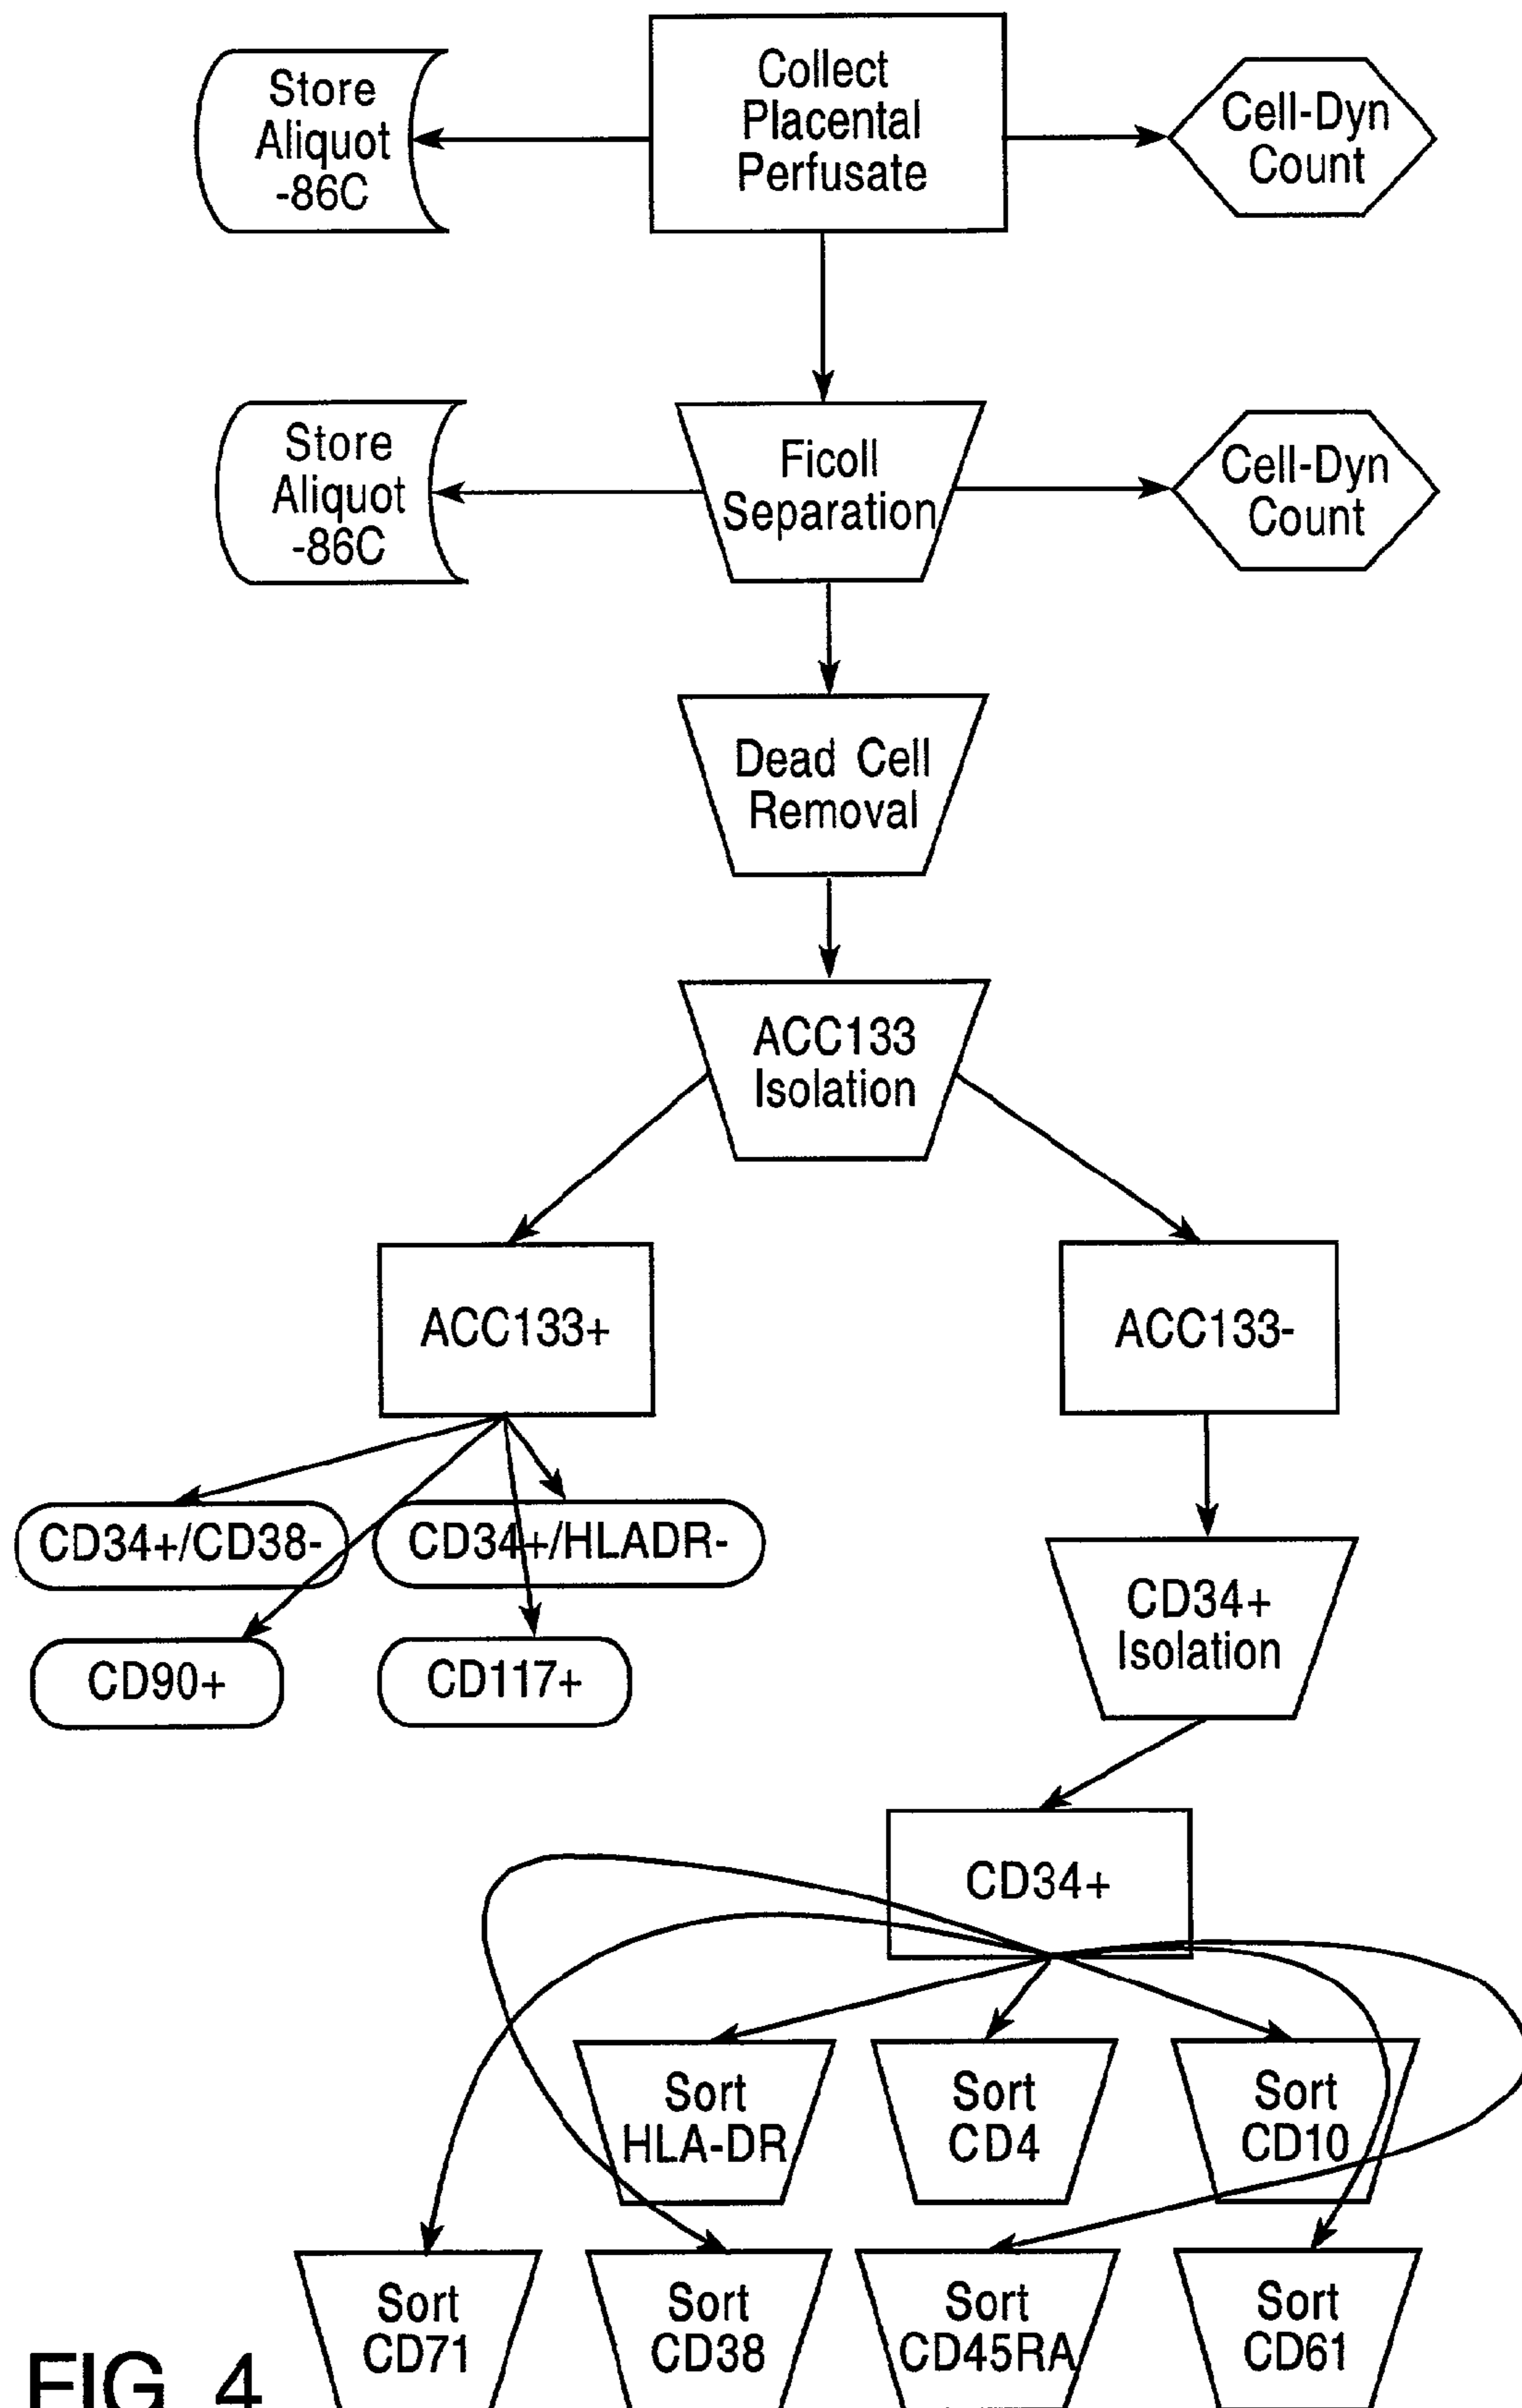 Store
Aliquot
-86C
Collect
Placental
Perfusate
Cell-Dyn
Count
Store
Aliquot
-86C
Ficoll
Separation
Cell-Dyn
Count
Dead Cell
Removal
ACC133
Isolation
ACC133+
ACC133-
CD34+/CD38-
CD34+/HLADR-
CD90+
CD117+
CD34+
Isolation
CD34+
Sort
HLA-DR
Sort
CD4
Sort
CD10
Sort
CD71
Sort
CD38
Sort
CD45RA
Sort
CD61
FIG. 4